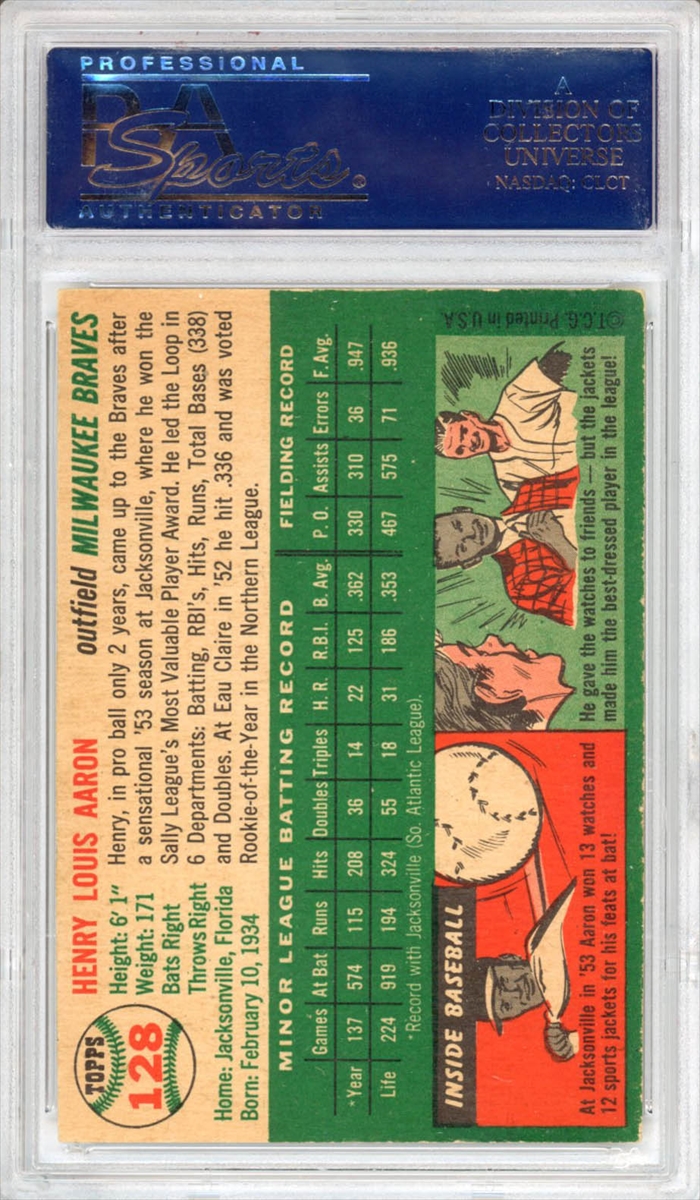 PROFESSIONAL
PSA
Sports®
AUTHENTICATOR
A
DIVISION OF
COLLECTORS
UNIVERSE
NASDAQ: CLCT
TOPPS
128
HENRY LOUIS AARON outfield MILWAUKEE BRAVES
Height: 6' 1"
Weight: 171
Bats Right
Throws Right
Home: Jacksonville, Florida
Born: February 10, 1934
Henry, in pro ball only 2 years, came up to the Braves after
a sensational '53 season at Jacksonville, where he won the
Sally League's Most Valuable Player Award. He led the Loop in
6 Departments: Batting, RBI's, Hits, Runs, Total Bases (338)
and Doubles. At Eau Claire in '52 he hit .336 and was voted
Rookie-of-the-Year in the Northern League.
MINOR LEAGUE BATTING RECORD FIELDING RECORD
Games At Bat Runs Hits Doubles Triples H. R. R.B.I. B. Avg. P. O. Assists Errors F. Avg.
*Year 137 574 115 208 36 14 22 125 .362 330 310 36 .947
Life 224 919 194 324 55 18 31 186 .353 467 575 71 .936
*Record with Jacksonville (So. Atlantic League).
INSIDE BASEBALL
At Jacksonville in '53 Aaron won 13 watches and
12 sports jackets for his feats at bat!
He gave the watches to friends — but the jackets
made him the best-dressed player in the league!
©T.C.G. Printed in U.S.A.